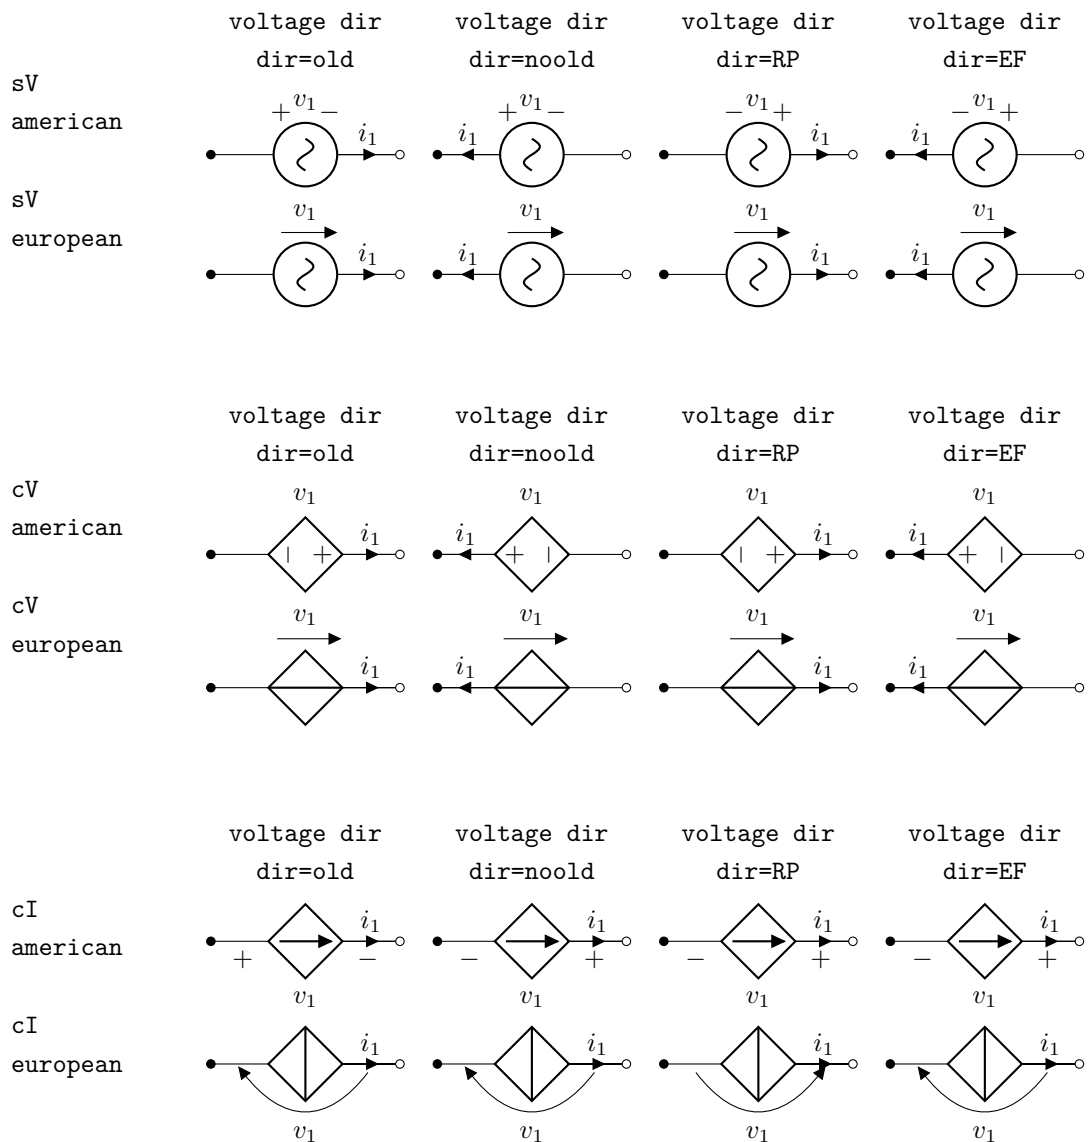 voltage dir voltage dir voltage dir voltage dir
dir=old dir=noold dir=RP dir=EF
sV
american
+ v1 − + v1 − − v1 + − v1 +
i1 i1 i1 i1
sV
european
v1 v1 v1 v1
i1 i1 i1 i1
voltage dir voltage dir voltage dir voltage dir
dir=old dir=noold dir=RP dir=EF
cV
american
v1 v1 v1 v1
i1 i1 i1 i1
− + + − − + + −
cV
european
v1 v1 v1 v1
i1 i1 i1 i1
voltage dir voltage dir voltage dir voltage dir
dir=old dir=noold dir=RP dir=EF
cI
american
i1 i1 i1 i1
+ − − + − + − +
v1 v1 v1 v1
cI
european
i1 i1 i1 i1
v1 v1 v1 v1